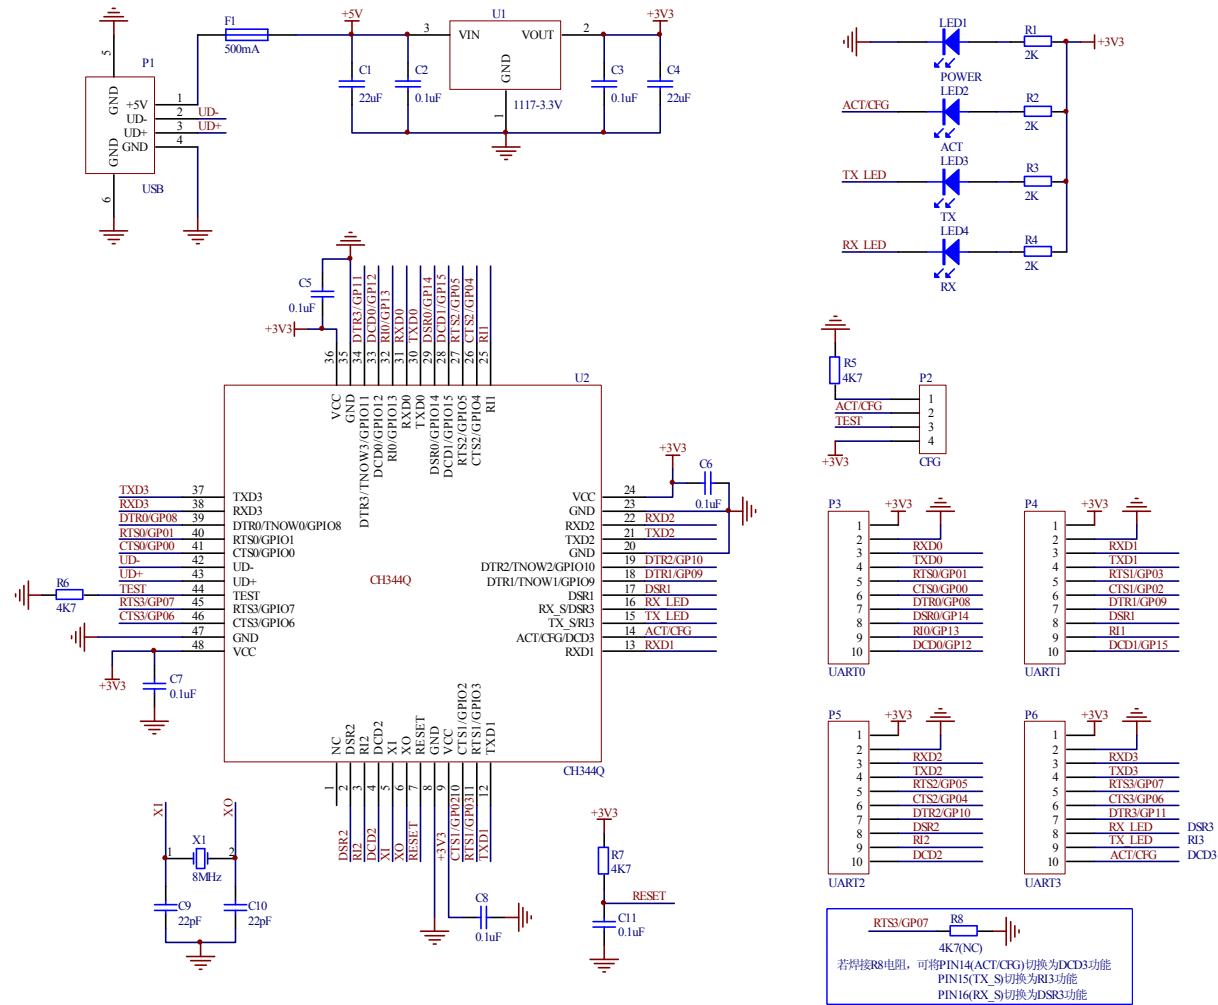 F1
500mA
P1
USB
5
6
GND
GND
+5V
UD-
UD+
GND
1
2
3
4
UD-
UD+
+5V
C1
22uF
C2
0.1uF
U1
3
VIN
VOUT
2
GND
1
1117-3.3V
C3
0.1uF
C4
22uF
+3V3
LED1
POWER
R1
2K
+3V3
ACT/CFG
LED2
ACT
R2
2K
TX_LED
LED3
TX
R3
2K
RX_LED
LED4
RX
R4
2K
C5
0.1uF
+3V3
DTR3/GP11
DCD0/GP12
RI0/GP13
RXD0
TXD0
DSR0/GP14
DCD1/GP15
RTS2/GP05
CTS2/GP04
RI1
36
35
34
33
32
31
30
29
28
27
26
25
U2
VCC
GND
DTR3/TNOW3/GPIO11
DCD0/GPIO12
RI0/GPIO13
RXD0
TXD0
DSR0/GPIO14
DCD1/GPIO15
RTS2/GPIO5
CTS2/GPIO4
RI1
TXD3 37 TXD3
RXD3 38 RXD3
DTR0/GP08 39 DTR0/TNOW0/GPIO8
RTS0/GP01 40 RTS0/GPIO1
CTS0/GP00 41 CTS0/GPIO0
UD- 42 UD-
UD+ 43 UD+
TEST 44 TEST
RTS3/GP07 45 RTS3/GPIO7
CTS3/GP06 46 CTS3/GPIO6
47 GND
48 VCC
R6
4K7
+3V3
C7
0.1uF
CH344Q
VCC 24
GND 23
RXD2 22 RXD2
TXD2 21 TXD2
GND 20
DTR2/TNOW2/GPIO10 19 DTR2/GP10
DTR1/TNOW1/GPIO9 18 DTR1/GP09
DSR1 17 DSR1
RX_S/DSR3 16 RX_LED
TX_S/RI3 15 TX_LED
ACT/CFG/DCD3 14 ACT/CFG
RXD1 13 RXD1
+3V3
C6
0.1uF
NC
DSR2
RI2
DCD2
XI
XO
RESET
GND
VCC
CTS1/GPIO2
RTS1/GPIO3
TXD1
CH344Q
1
2
3
4
5
6
7
8
9
10
11
12
DSR2
RI2
DCD2
XI
XO
RESET
+3V3
CTS1/GP02
RTS1/GP03
TXD1
C8
0.1uF
XI
XO
X1
1
2
8MHz
C9
22pF
C10
22pF
+3V3
R7
4K7
RESET
C11
0.1uF
R5
4K7
P2
ACT/CFG
TEST
+3V3
1
2
3
4
CFG
P3
+3V3
1
2
3 RXD0
4 TXD0
5 RTS0/GP01
6 CTS0/GP00
7 DTR0/GP08
8 DSR0/GP14
9 RI0/GP13
10 DCD0/GP12
UART0
P4
+3V3
1
2
3 RXD1
4 TXD1
5 RTS1/GP03
6 CTS1/GP02
7 DTR1/GP09
8 DSR1
9 RI1
10 DCD1/GP15
UART1
P5
+3V3
1
2
3 RXD2
4 TXD2
5 RTS2/GP05
6 CTS2/GP04
7 DTR2/GP10
8 DSR2
9 RI2
10 DCD2
UART2
P6
+3V3
1
2
3 RXD3
4 TXD3
5 RTS3/GP07
6 CTS3/GP06
7 DTR3/GP11
8 RX_LED DSR3
9 TX_LED RI3
10 ACT/CFG DCD3
UART3
RTS3/GP07
R8
4K7(NC)
若焊接R8电阻，可将PIN14(ACT/CFG)切换为DCD3功能
PIN15(TX_S)切换为RI3功能
PIN16(RX_S)切换为DSR3功能